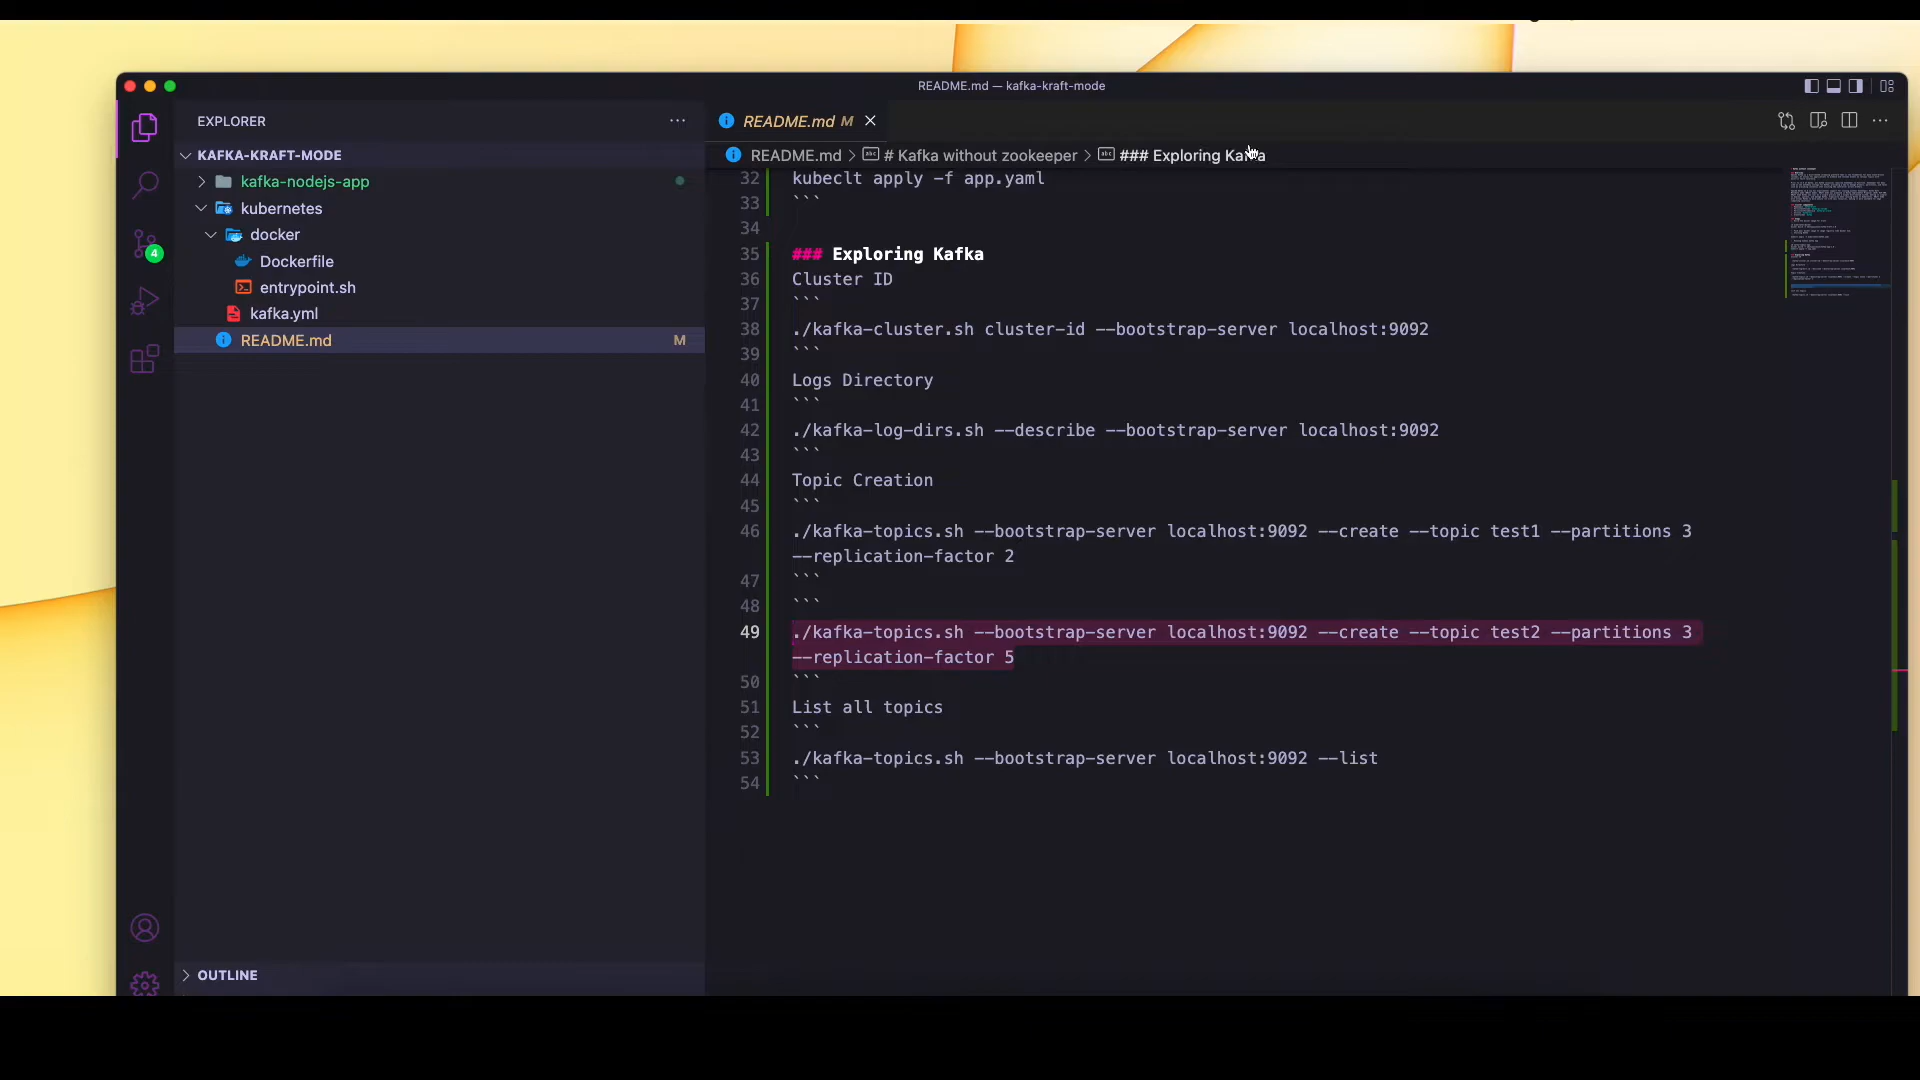 README.md — kafka-kraft-mode
EXPLORER
README.md M
README.md > # Kafka without zookeeper > ### Exploring Kafka
KAFKA-KRAFT-MODE
kafka-nodejs-app
kubernetes
docker
Dockerfile
entrypoint.sh
kafka.yml
README.md M
4
OUTLINE
32 kubeclt apply -f app.yaml
33 ```
34
35 ### Exploring Kafka
36 Cluster ID
37 ```
38 ./kafka-cluster.sh cluster-id --bootstrap-server localhost:9092
39 ```
40 Logs Directory
41 ```
42 ./kafka-log-dirs.sh --describe --bootstrap-server localhost:9092
43 ```
44 Topic Creation
45 ```
46 ./kafka-topics.sh --bootstrap-server localhost:9092 --create --topic test1 --partitions 3
--replication-factor 2
47 ```
48 ```
49 ./kafka-topics.sh --bootstrap-server localhost:9092 --create --topic test2 --partitions 3
--replication-factor 5
50 ```
51 List all topics
52 ```
53 ./kafka-topics.sh --bootstrap-server localhost:9092 --list
54 ```